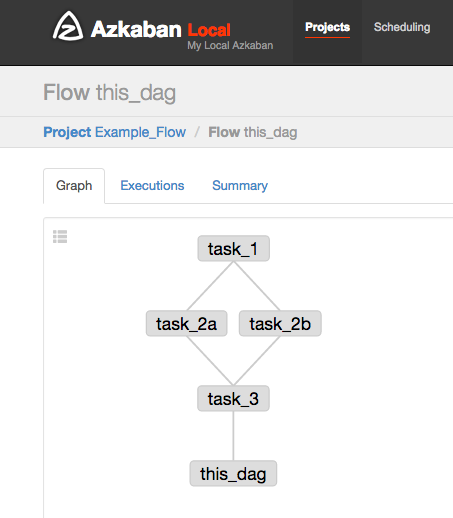 Azkaban Local
My Local Azkaban
Projects
Scheduling
Flow this_dag
Project Example_Flow / Flow this_dag
Graph Executions Summary
task_1
task_2a task_2b
task_3
this_dag